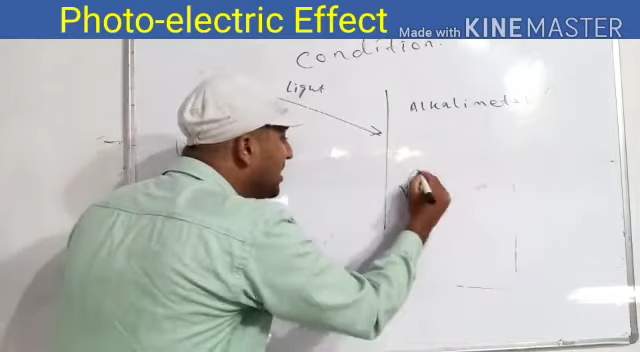 Photo-electric Effect
Made with KINEMASTER
Condition.
Light
Alkalimetal